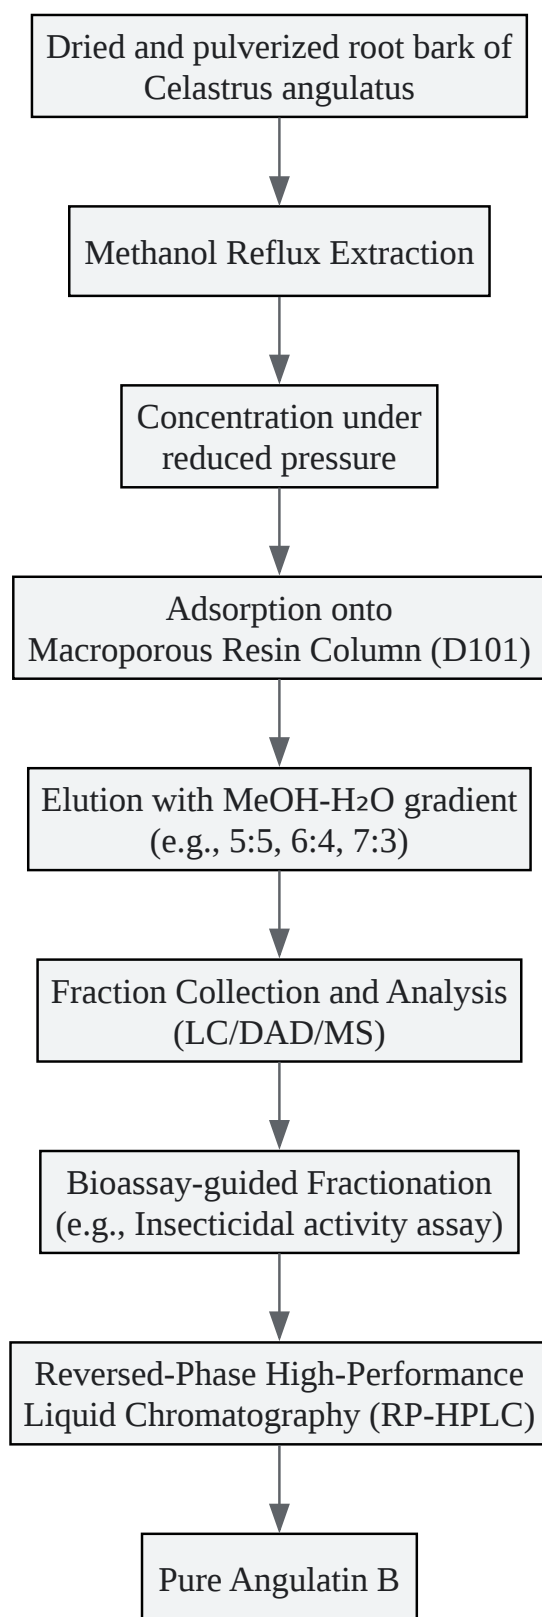 Dried and pulverized root bark of
Celastrus angulatus
Methanol Reflux Extraction
Concentration under
reduced pressure
Adsorption onto
Macroporous Resin Column (D101)
Elution with MeOH-H₂O gradient
(e.g., 5:5, 6:4, 7:3)
Fraction Collection and Analysis
(LC/DAD/MS)
Bioassay-guided Fractionation
(e.g., Insecticidal activity assay)
Reversed-Phase High-Performance
Liquid Chromatography (RP-HPLC)
Pure Angulatin B